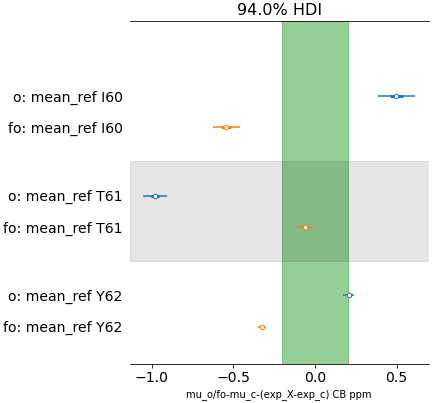 94.0% HDI
o: mean_ref I60
fo: mean_ref I60
o: mean_ref T61
fo: mean_ref T61
o: mean_ref Y62
fo: mean_ref Y62
−1.0 −0.5 0.0 0.5
mu_o/fo-mu_c-(exp_X-exp_c) CB ppm